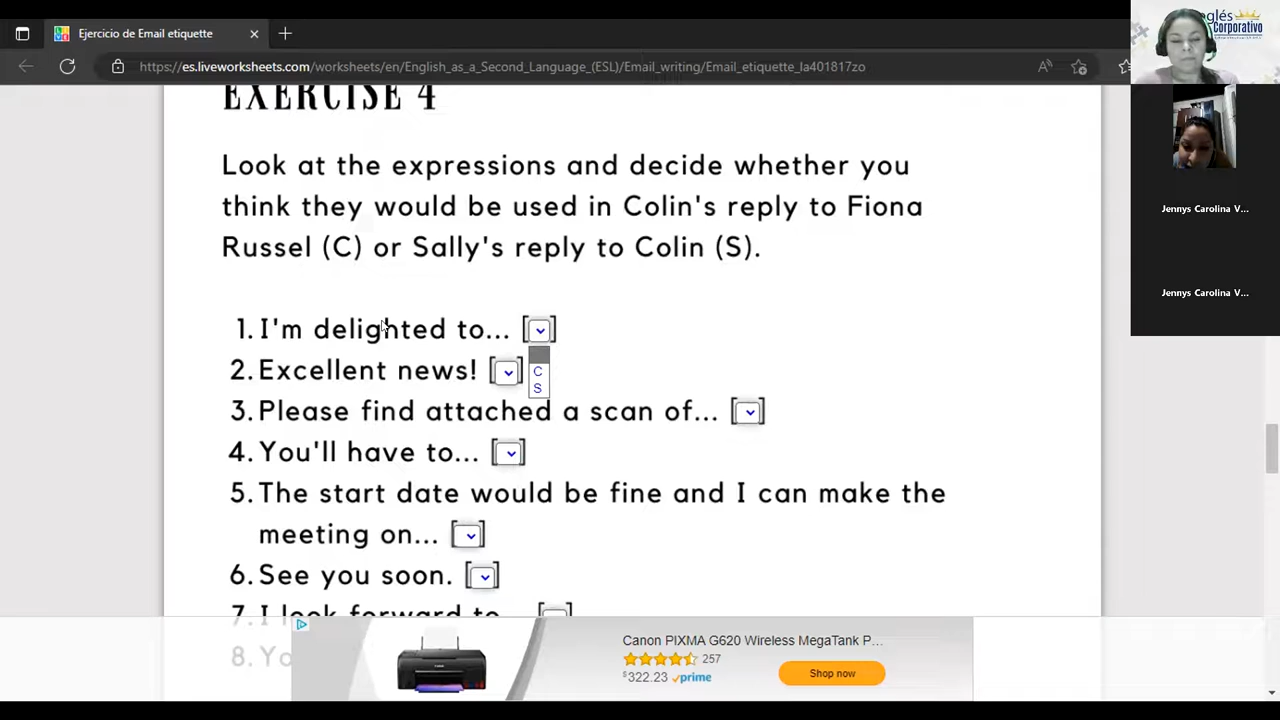 Ejercicio de Email etiquette
https://es.liveworksheets.com/worksheets/en/English_as_a_Second_Language_(ESL)/Email_writing/Email_etiquette_la401817zo
glés
Corporativo
EXERCISE 4
Look at the expressions and decide whether you
think they would be used in Colin's reply to Fiona
Russel (C) or Sally's reply to Colin (S).
1. I'm delighted to... [ ]
2. Excellent news! [ ]
C
S
3. Please find attached a scan of... [ ]
4. You'll have to... [ ]
5. The start date would be fine and I can make the
meeting on... [ ]
6. See you soon. [ ]
7. I look forward to... [ ]
8. Yo
Jennys Carolina V...
Jennys Carolina V...
Canon PIXMA G620 Wireless MegaTank P...
257
$322.23 prime
Shop now